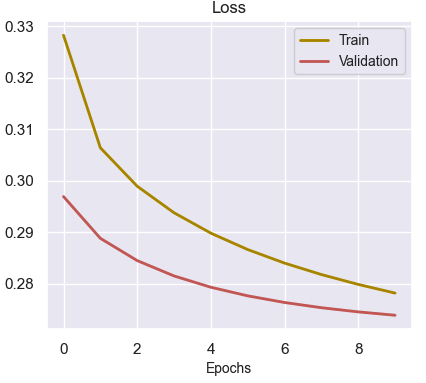 Loss
0.33
0.32
0.31
0.30
0.29
0.28
Train
Validation
0 2 4 6 8
Epochs